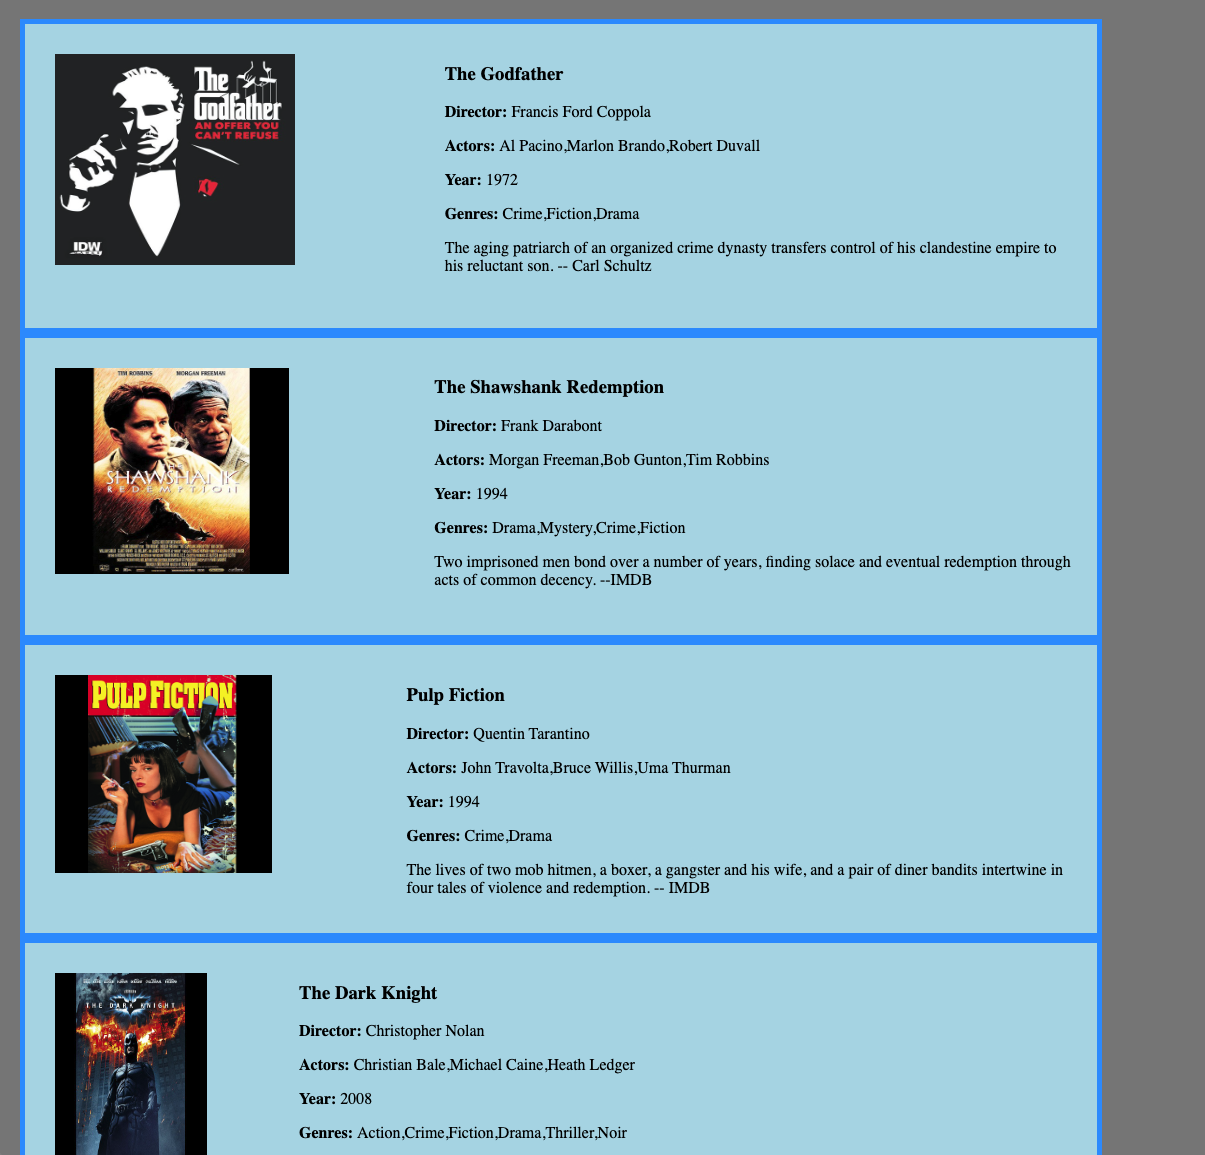 The
Godfather
AN OFFER YOU
CAN'T REFUSE
IDW
The Godfather
Director: Francis Ford Coppola
Actors: Al Pacino,Marlon Brando,Robert Duvall
Year: 1972
Genres: Crime,Fiction,Drama
The aging patriarch of an organized crime dynasty transfers control of his clandestine empire to
his reluctant son. -- Carl Schultz
TIM ROBBINS MORGAN FREEMAN
THE
SHAWSHANK
REDEMPTION
The Shawshank Redemption
Director: Frank Darabont
Actors: Morgan Freeman,Bob Gunton,Tim Robbins
Year: 1994
Genres: Drama,Mystery,Crime,Fiction
Two imprisoned men bond over a number of years, finding solace and eventual redemption through
acts of common decency. --IMDB
PULP FICTION
Pulp Fiction
Director: Quentin Tarantino
Actors: John Travolta,Bruce Willis,Uma Thurman
Year: 1994
Genres: Crime,Drama
The lives of two mob hitmen, a boxer, a gangster and his wife, and a pair of diner bandits intertwine in
four tales of violence and redemption. -- IMDB
THE DARK KNIGHT
The Dark Knight
Director: Christopher Nolan
Actors: Christian Bale,Michael Caine,Heath Ledger
Year: 2008
Genres: Action,Crime,Fiction,Drama,Thriller,Noir